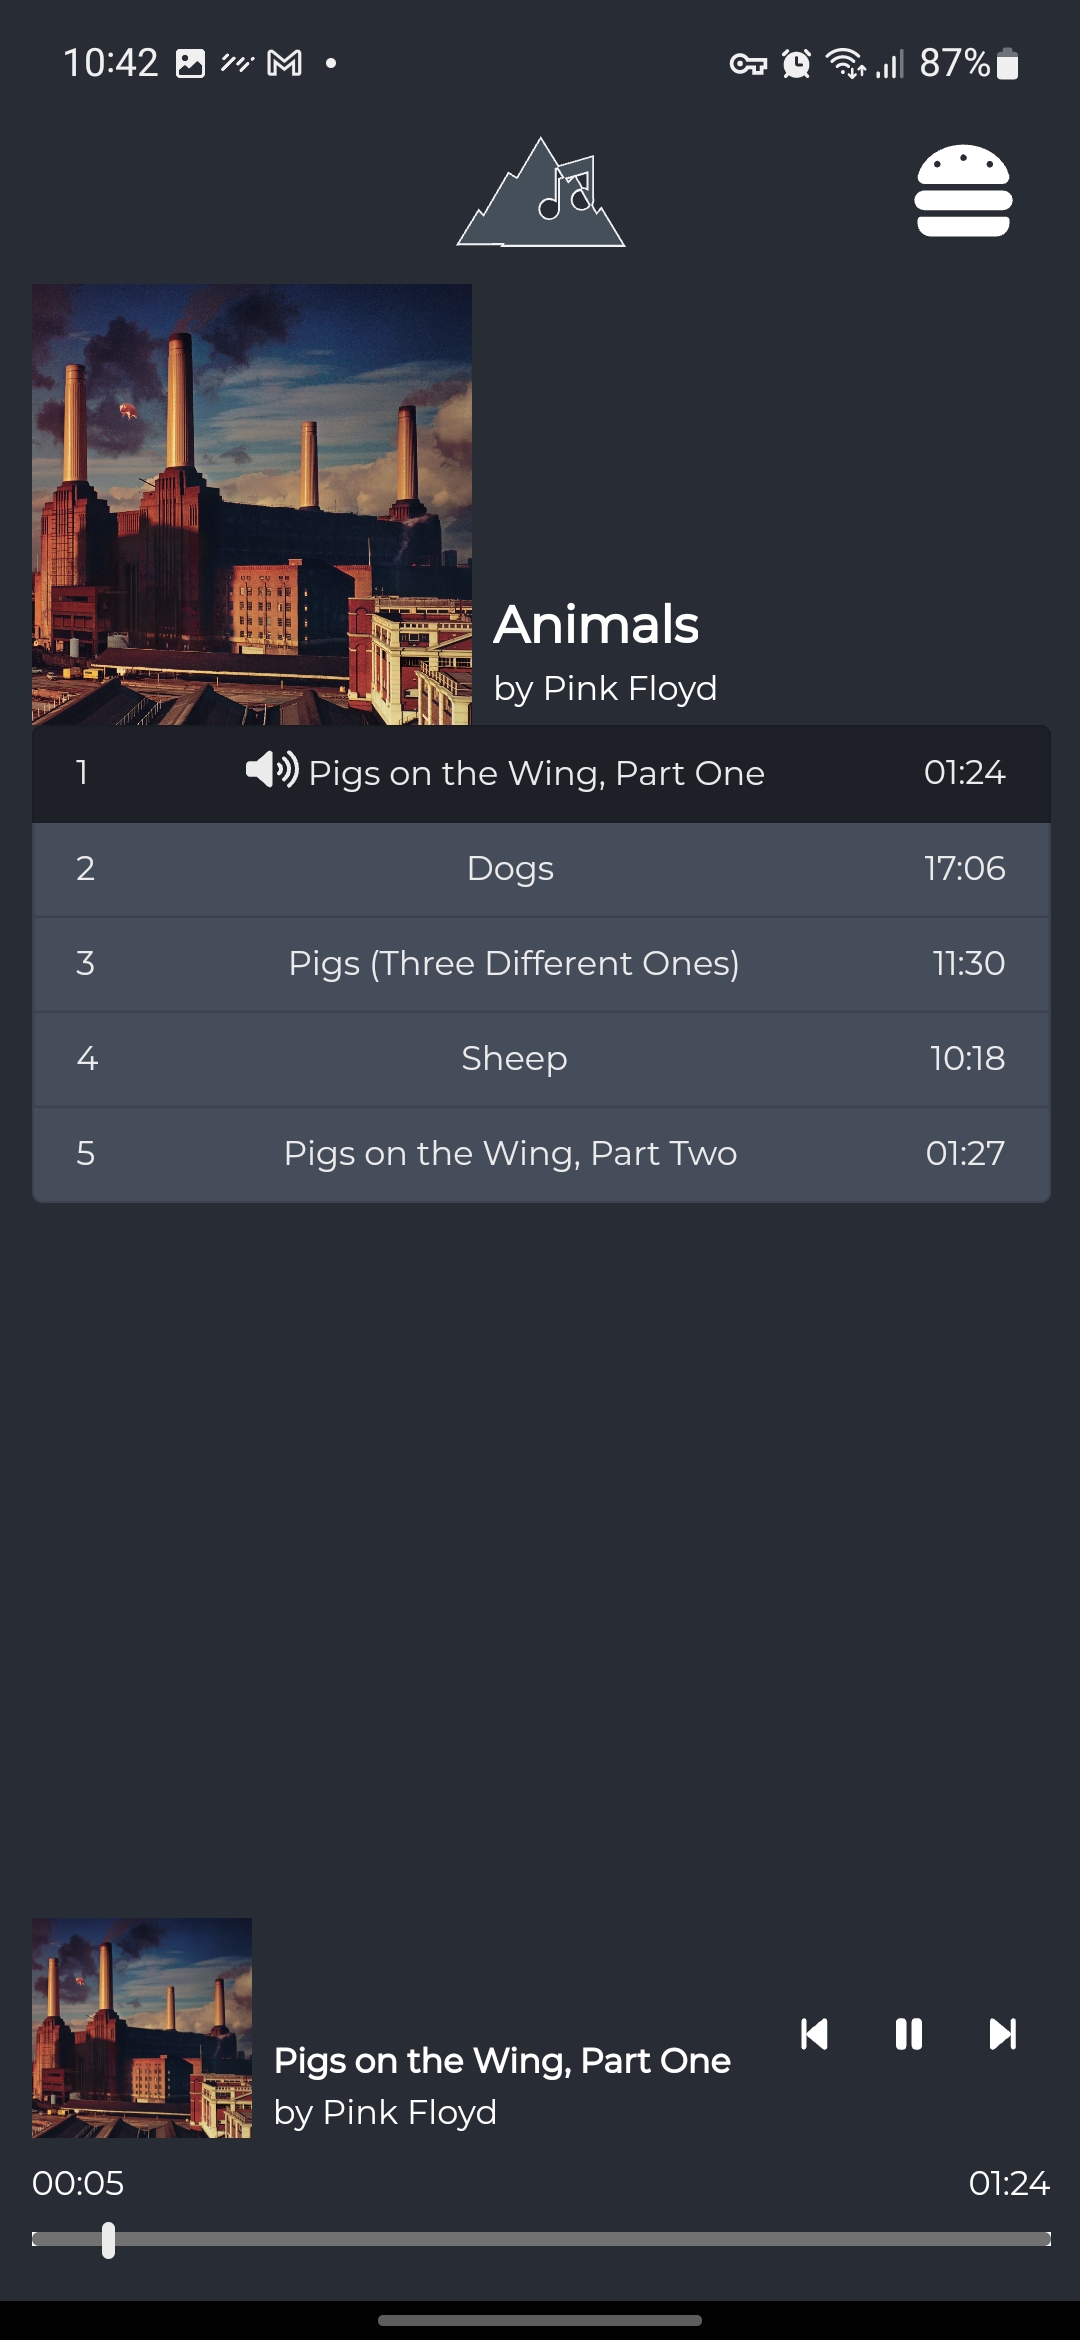 10:42 87%
Animals
by Pink Floyd
1 Pigs on the Wing, Part One 01:24
2 Dogs 17:06
3 Pigs (Three Different Ones) 11:30
4 Sheep 10:18
5 Pigs on the Wing, Part Two 01:27
Pigs on the Wing, Part One
by Pink Floyd
00:05 01:24